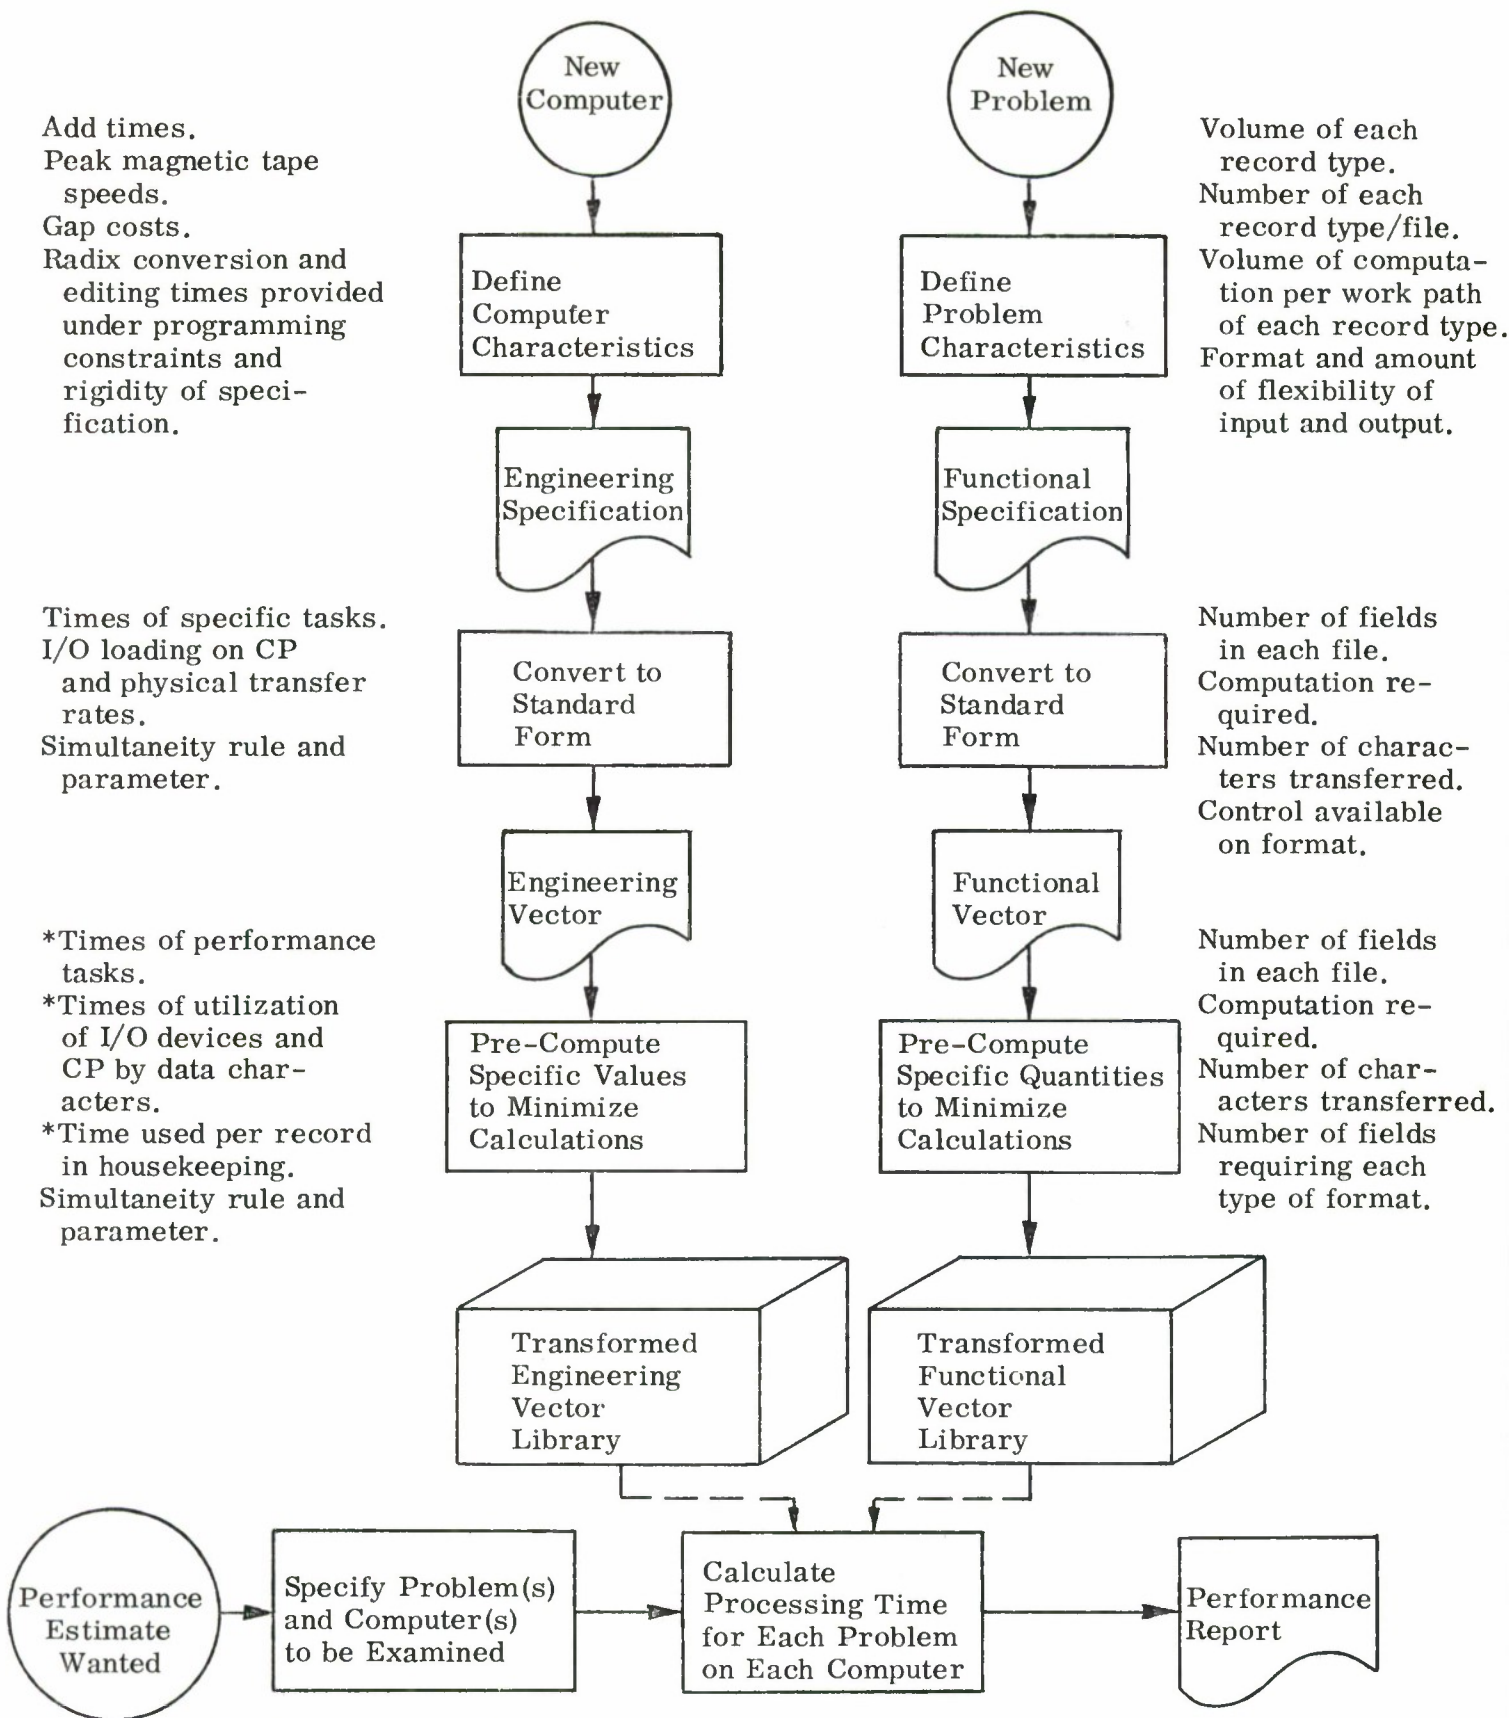 New
Computer
New
Problem
Add times.
Peak magnetic tape
speeds.
Gap costs.
Radix conversion and
editing times provided
under programming
constraints and
rigidity of speci-
fication.
Define
Computer
Characteristics
Define
Problem
Characteristics
Volume of each
record type.
Number of each
record type/file.
Volume of computa-
tion per work path
of each record type.
Format and amount
of flexibility of
input and output.
Engineering
Specification
Functional
Specification
Times of specific tasks.
I/O loading on CP
and physical transfer
rates.
Simultaneity rule and
parameter.
Convert to
Standard
Form
Convert to
Standard
Form
Number of fields
in each file.
Computation re-
quired.
Number of charac-
ters transferred.
Control available
on format.
Engineering
Vector
Functional
Vector
*Times of performance
tasks.
*Times of utilization
of I/O devices and
CP by data char-
acters.
*Time used per record
in housekeeping.
Simultaneity rule and
parameter.
Pre-Compute
Specific Values
to Minimize
Calculations
Pre-Compute
Specific Quantities
to Minimize
Calculations
Number of fields
in each file.
Computation re-
quired.
Number of char-
acters transferred.
Number of fields
requiring each
type of format.
Transformed
Engineering
Vector
Library
Transformed
Functional
Vector
Library
Performance
Estimate
Wanted
Specify Problem(s)
and Computer(s)
to be Examined
Calculate
Processing Time
for Each Problem
on Each Computer
Performance
Report